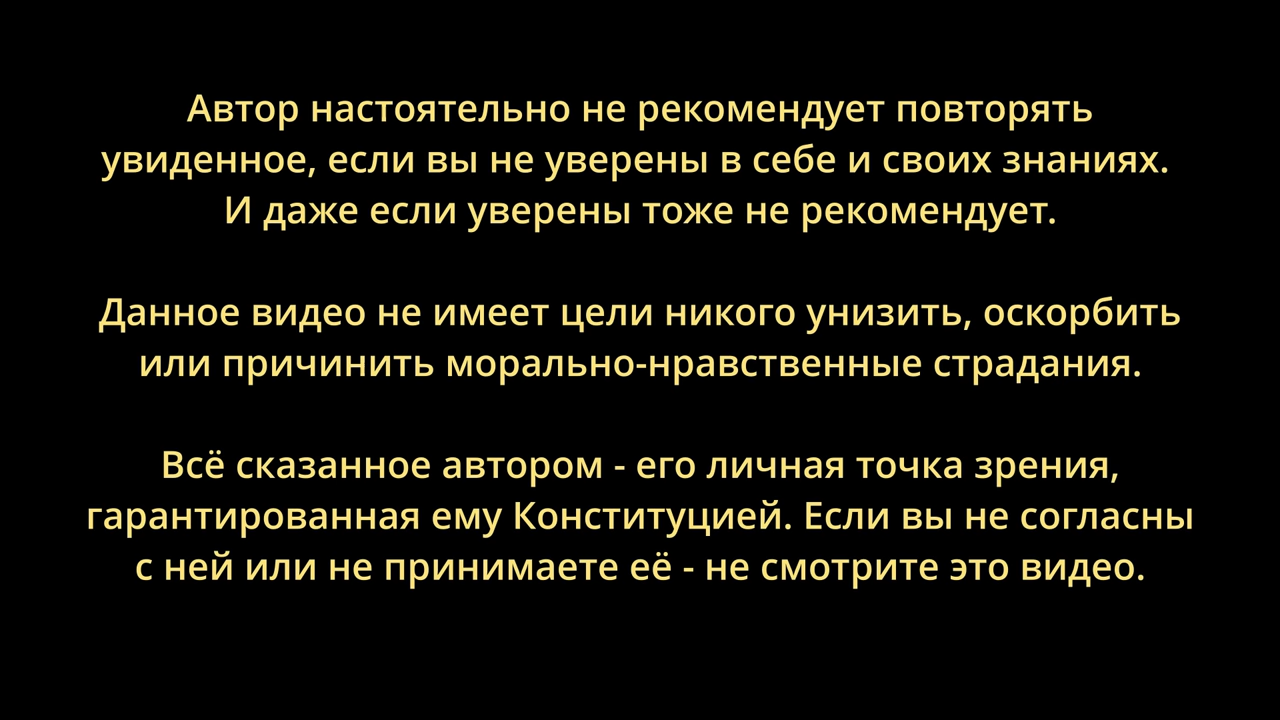 Автор настоятельно не рекомендует повторять
увиденное, если вы не уверены в себе и своих знаниях.
И даже если уверены тоже не рекомендует.
Данное видео не имеет цели никого унизить, оскорбить
или причинить морально-нравственные страдания.
Всё сказанное автором - его личная точка зрения,
гарантированная ему Конституцией. Если вы не согласны
с ней или не принимаете её - не смотрите это видео.